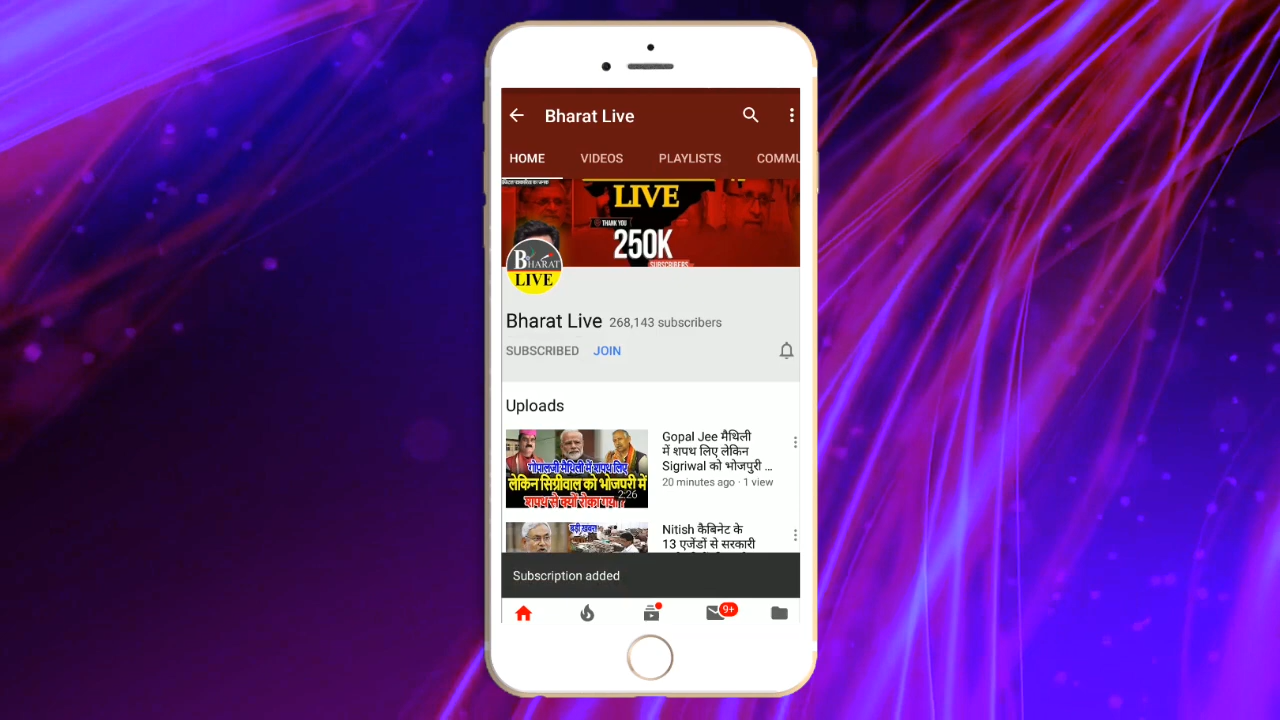 Bharat Live
HOME VIDEOS PLAYLISTS COMMU
LIVE
THANK YOU
250K
SUBSCRIBERS
BHARAT
LIVE
Bharat Live 268,143 subscribers
SUBSCRIBED JOIN
Uploads
गोपालजी मैथिली में शपथ लिए
लेकिन सिग्रीवाल को भोजपुरी में
शपथ से क्यों रोका गया?
2:26
Gopal Jee मैथिली
में शपथ लिए लेकिन
Sigriwal को भोजपुरी ...
20 minutes ago · 1 view
बड़ी खबर
Nitish कैबिनेट के
13 एजेंडों से सरकारी
Subscription added
9+